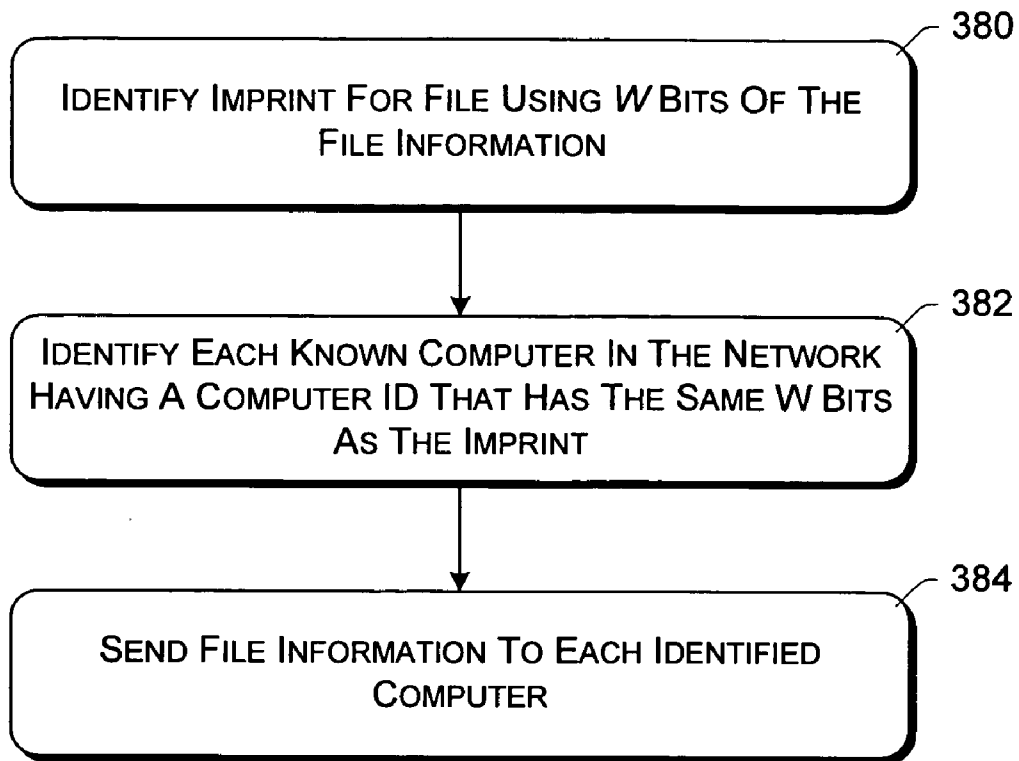 380
IDENTIFY IMPRINT FOR FILE USING W BITS OF THE
FILE INFORMATION
382
IDENTIFY EACH KNOWN COMPUTER IN THE NETWORK
HAVING A COMPUTER ID THAT HAS THE SAME W BITS
AS THE IMPRINT
384
SEND FILE INFORMATION TO EACH IDENTIFIED
COMPUTER